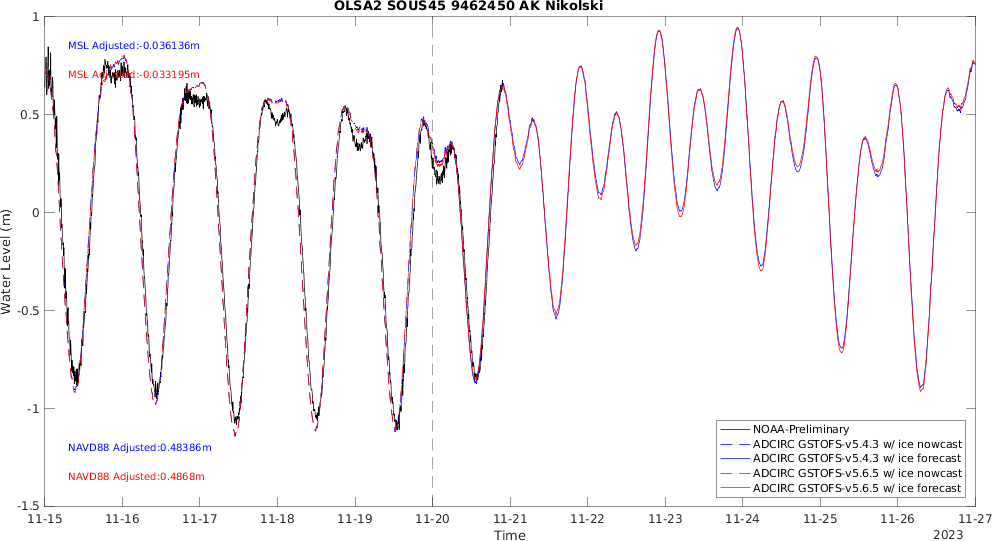 OLSA2 SOUS45 9462450 AK Nikolski
1
0.5
0
-0.5
-1
-1.5
Water Level (m)
MSL Adjusted:-0.036136m
MSL Adjusted:-0.033195m
NAVD88 Adjusted:0.48386m
NAVD88 Adjusted:0.4868m
NOAA-Preliminary
ADCIRC GSTOFS-v5.4.3 w/ ice nowcast
ADCIRC GSTOFS-v5.4.3 w/ ice forecast
ADCIRC GSTOFS-v5.6.5 w/ ice nowcast
ADCIRC GSTOFS-v5.6.5 w/ ice forecast
11-15 11-16 11-17 11-18 11-19 11-20 11-21 11-22 11-23 11-24 11-25 11-26 11-27
Time
2023